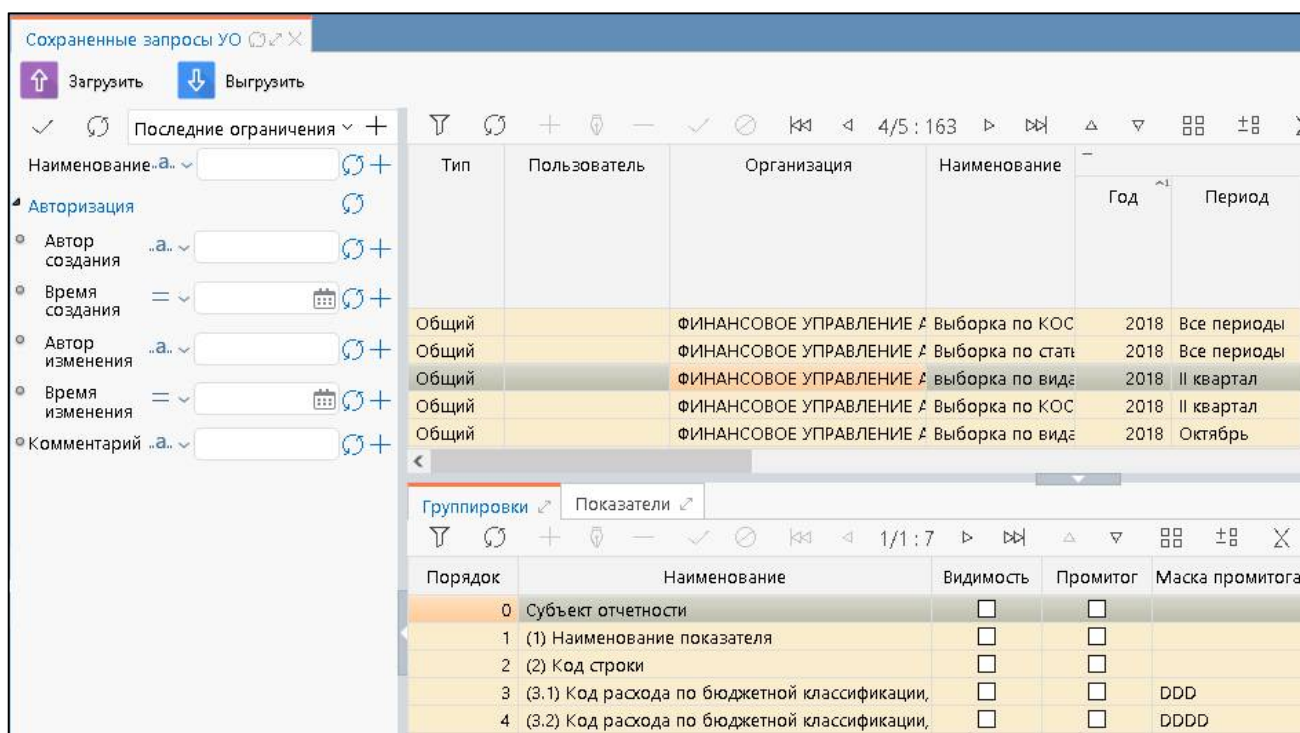 Сохраненные запросы УО
Загрузить Выгрузить
Последние ограничения
4/5 : 163
Наименование ..a..
Авторизация
Автор создания ..a..
Время создания =
Автор изменения ..a..
Время изменения =
Комментарий ..a..
Тип Пользователь Организация Наименование
Год 1 Период
Общий ФИНАНСОВОЕ УПРАВЛЕНИЕ А Выборка по КОС 2018 Все периоды
Общий ФИНАНСОВОЕ УПРАВЛЕНИЕ А Выборка по стать 2018 Все периоды
Общий ФИНАНСОВОЕ УПРАВЛЕНИЕ А выборка по вида 2018 II квартал
Общий ФИНАНСОВОЕ УПРАВЛЕНИЕ А Выборка по КОС 2018 II квартал
Общий ФИНАНСОВОЕ УПРАВЛЕНИЕ А Выборка по вида 2018 Октябрь
Группировки Показатели
1/1 : 7
Порядок Наименование Видимость Промитог Маска промитога
0 Субъект отчетности
1 (1) Наименование показателя
2 (2) Код строки
3 (3.1) Код расхода по бюджетной классификации, DDD
4 (3.2) Код расхода по бюджетной классификации, DDDD